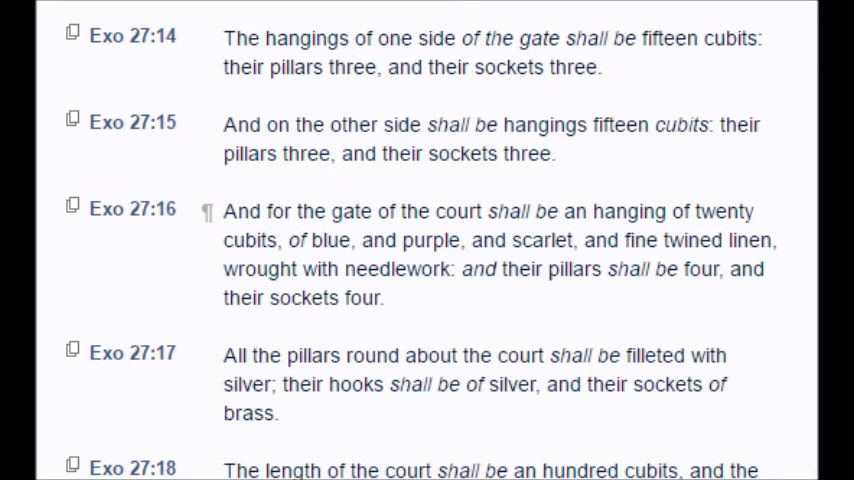 Exo 27:14 The hangings of one side of the gate shall be fifteen cubits:
their pillars three, and their sockets three.
Exo 27:15 And on the other side shall be hangings fifteen cubits: their
pillars three, and their sockets three.
Exo 27:16 ¶ And for the gate of the court shall be an hanging of twenty
cubits, of blue, and purple, and scarlet, and fine twined linen,
wrought with needlework: and their pillars shall be four, and
their sockets four.
Exo 27:17 All the pillars round about the court shall be filleted with
silver; their hooks shall be of silver, and their sockets of
brass.
Exo 27:18 The length of the court shall be an hundred cubits, and the